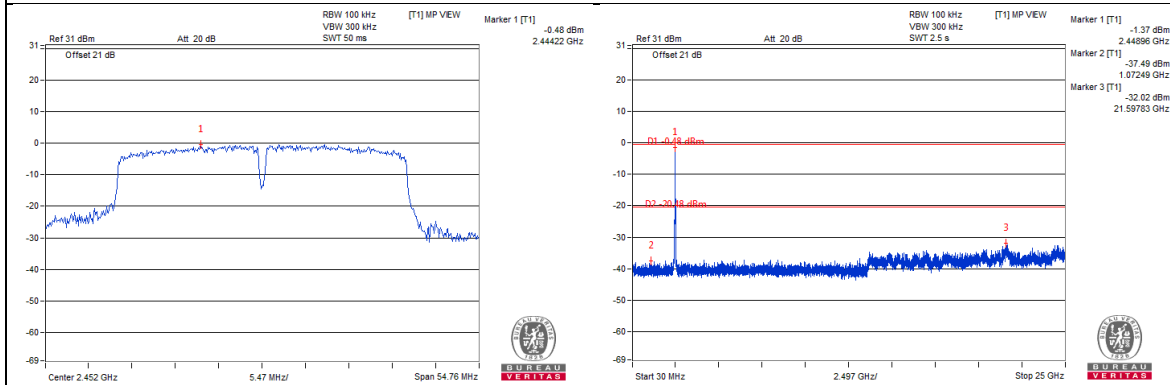 RBW 100 kHz [T1] MP VIEW
VBW 300 kHz
Ref 31 dBm Att 20 dB SWT 50 ms
Marker 1 [T1]
-0.48 dBm
2.44422 GHz
31
Offset 21 dB
20
10
0
-10
-20
-30
-40
-50
-60
-69
1
Center 2.452 GHz 5.47 MHz/ Span 54.76 MHz
BUREAU VERITAS
1828
BUREAU
VERITAS
RBW 100 kHz [T1] MP VIEW
VBW 300 kHz
Ref 31 dBm Att 20 dB SWT 2.5 s
Marker 1 [T1]
-1.37 dBm
2.44896 GHz
Marker 2 [T1]
-37.49 dBm
1.07249 GHz
Marker 3 [T1]
-32.02 dBm
21.59783 GHz
31
Offset 21 dB
20
10
0
-10
-20
-30
-40
-50
-60
-69
1
D1 -0.48 dBm
D2 -20.48 dBm
2
3
Start 30 MHz 2.497 GHz/ Stop 25 GHz
BUREAU VERITAS
1828
BUREAU
VERITAS